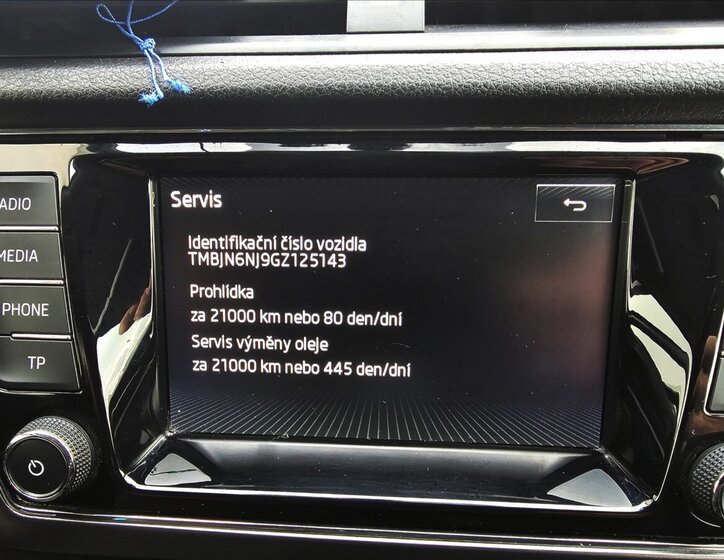 Servis
Identifikační číslo vozidla
TMBJN6NJ9GZ125143
Prohlídka
za 21000 km nebo 80 den/dní
Servis výměny oleje
za 21000 km nebo 445 den/dní
ADIO
MEDIA
PHONE
TP